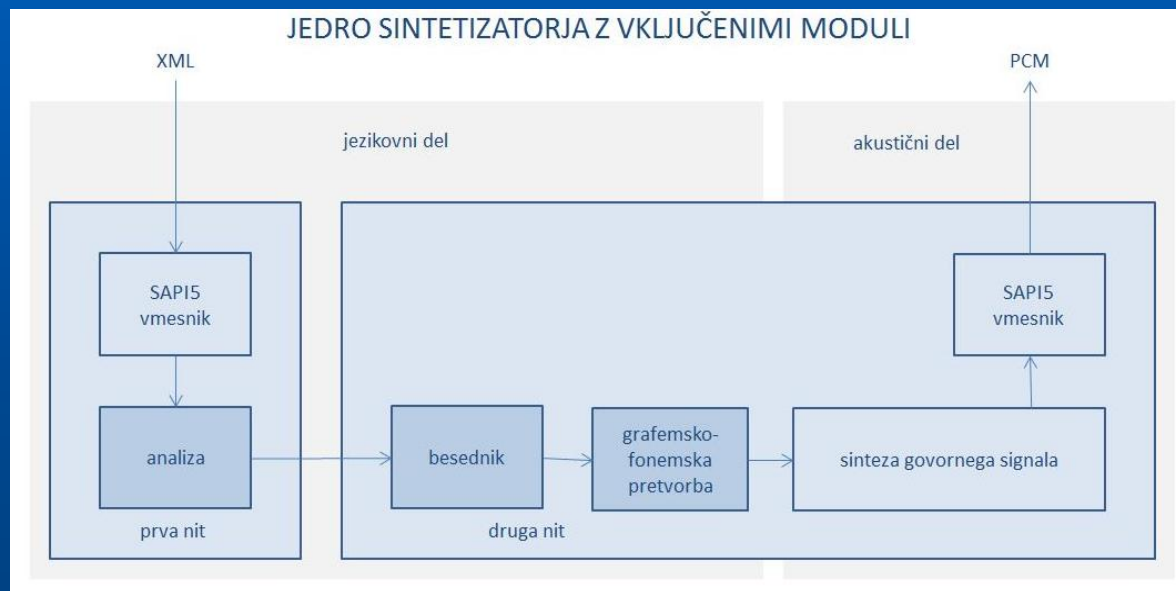 JEDRO SINTETIZATORJA Z VKLJUČENIMI MODULI
XML
PCM
jezikovni del
akustični del
SAPI5
vmesnik
SAPI5
vmesnik
analiza
besednik
grafemsko-
fonemska
pretvorba
sinteza govornega signala
prva nit
druga nit